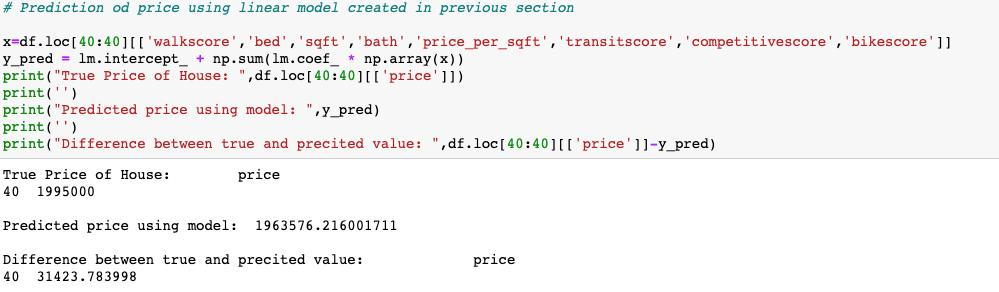 # Prediction od price using linear model created in previous section
x=df.loc[40:40][['walkscore','bed','sqft','bath','price_per_sqft','transitscore','competitivescore','bikescore']]
y_pred = lm.intercept_ + np.sum(lm.coef_ * np.array(x))
print("True Price of House: ",df.loc[40:40][['price']])
print('')
print("Predicted price using model: ",y_pred)
print('')
print("Difference between true and precited value: ",df.loc[40:40][['price']]-y_pred)
True Price of House:        price
40  1995000
Predicted price using model:  1963576.216001711
Difference between true and precited value:              price
40  31423.783998